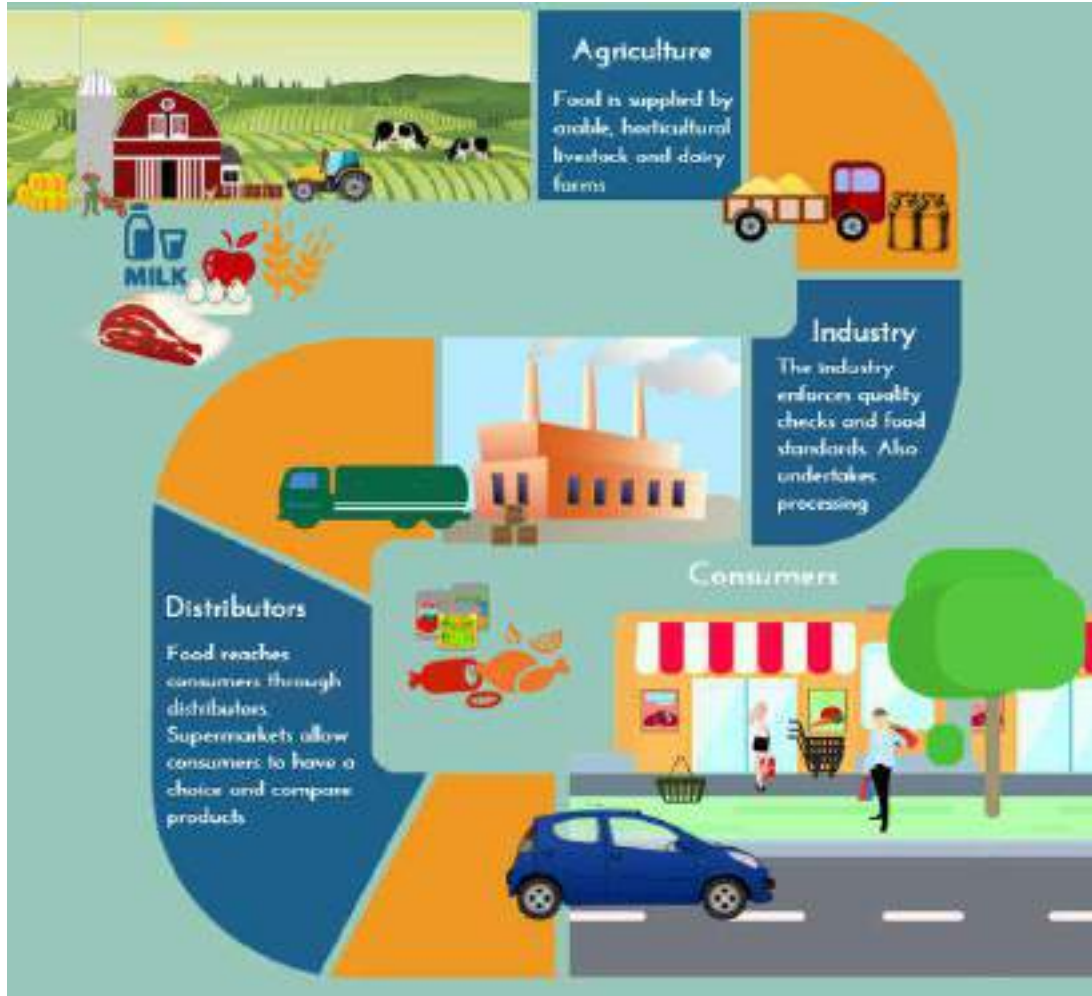 Agriculture
Food is supplied by
arable, horticultural
livestock and dairy
farms
MILK
Industry
The industry
enforces quality
checks and food
standards. Also
undertakes
processing
Consumers
Distributors
Food reaches
consumers through
distributors.
Supermarkets allow
consumers to have a
choice and compare
products